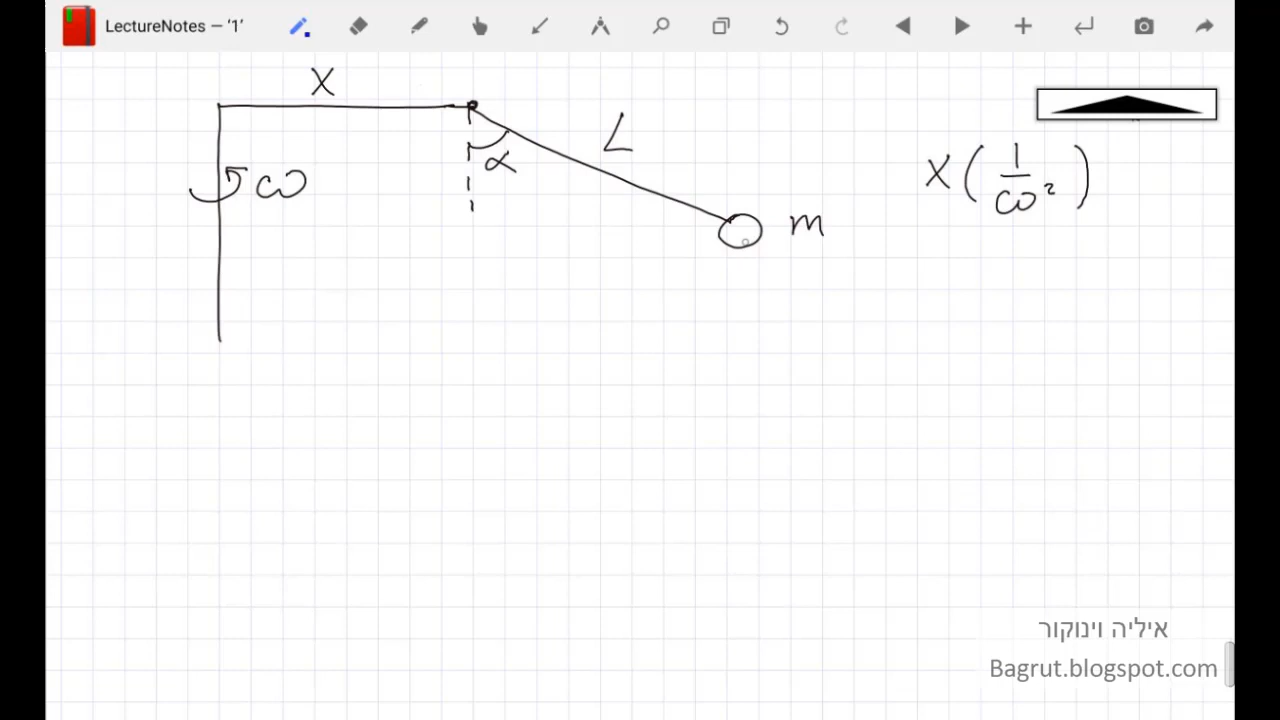 LectureNotes – ‘1’
X
L
α
ω
m
X ( 1/ω² )
איליה וינוקור
Bagrut.blogspot.com